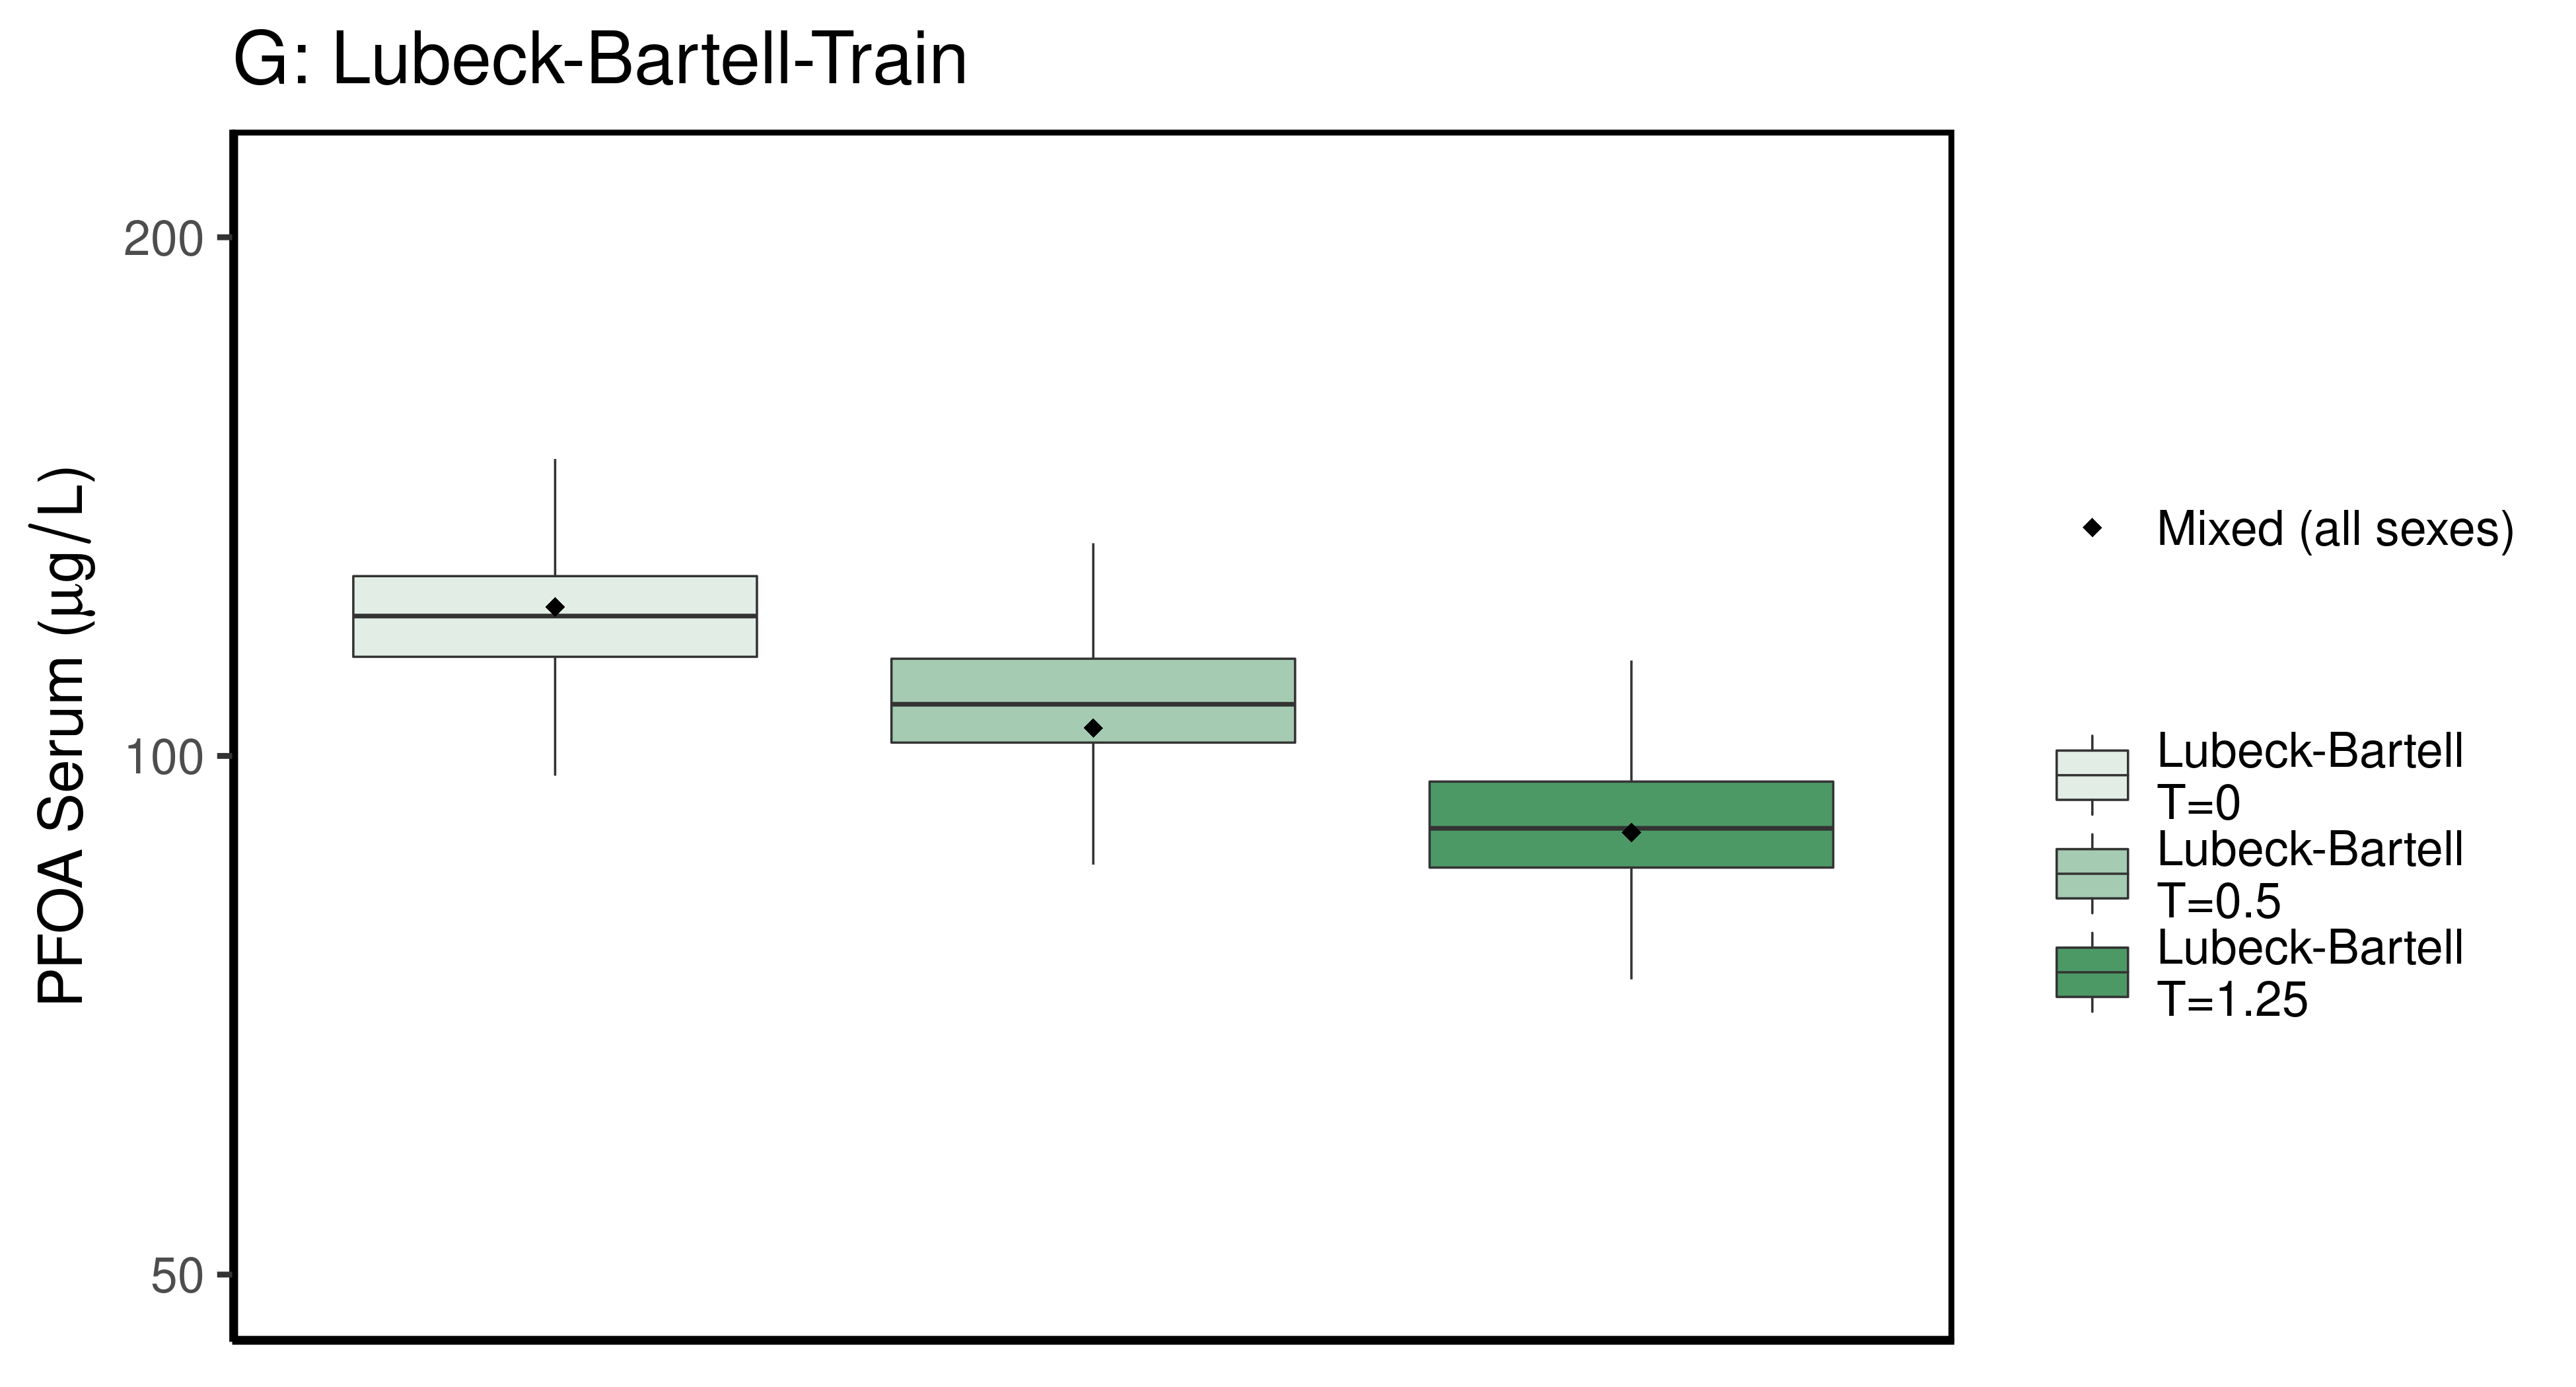 G: Lubeck-Bartell-Train
PFOA Serum (μg/L)
200
100
50
Mixed (all sexes)
Lubeck-Bartell
T=0
Lubeck-Bartell
T=0.5
Lubeck-Bartell
T=1.25